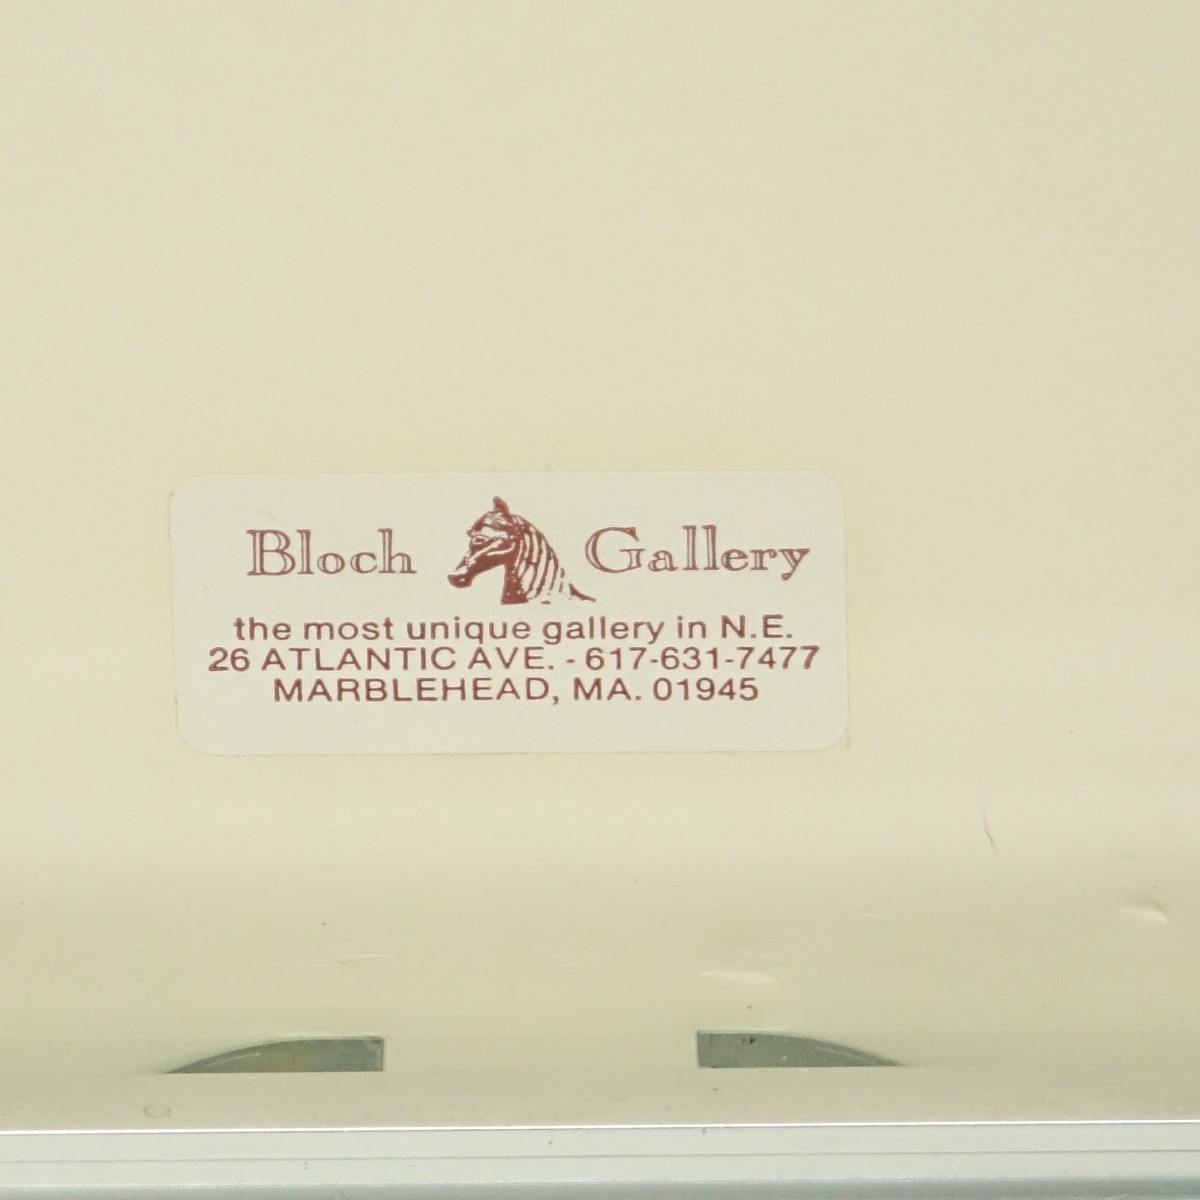 Bloch Gallery
the most unique gallery in N.E.
26 ATLANTIC AVE. - 617-631-7477
MARBLEHEAD, MA. 01945